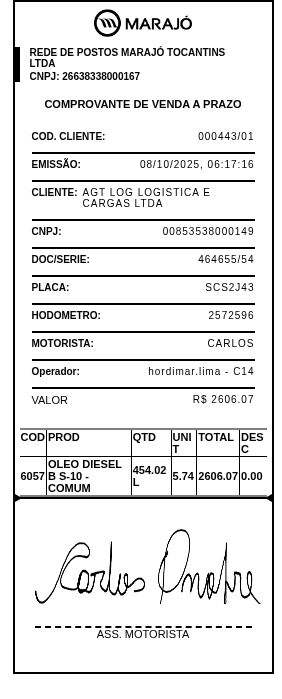 MARAJÓ
REDE DE POSTOS MARAJÓ TOCANTINS
LTDA
CNPJ: 26638338000167
COMPROVANTE DE VENDA A PRAZO
COD. CLIENTE: 000443/01
EMISSÃO: 08/10/2025, 06:17:16
CLIENTE: AGT LOG LOGISTICA E
CARGAS LTDA
CNPJ: 00853538000149
DOC/SERIE: 464655/54
PLACA: SCS2J43
HODOMETRO: 2572596
MOTORISTA: CARLOS
Operador: hordimar.lima - C14
VALOR R$ 2606.07
COD PROD QTD UNI TOTAL DES
T C
OLEO DIESEL
6057 B S-10 - 454.02 5.74 2606.07 0.00
COMUM L
Carlos Onofre
ASS. MOTORISTA